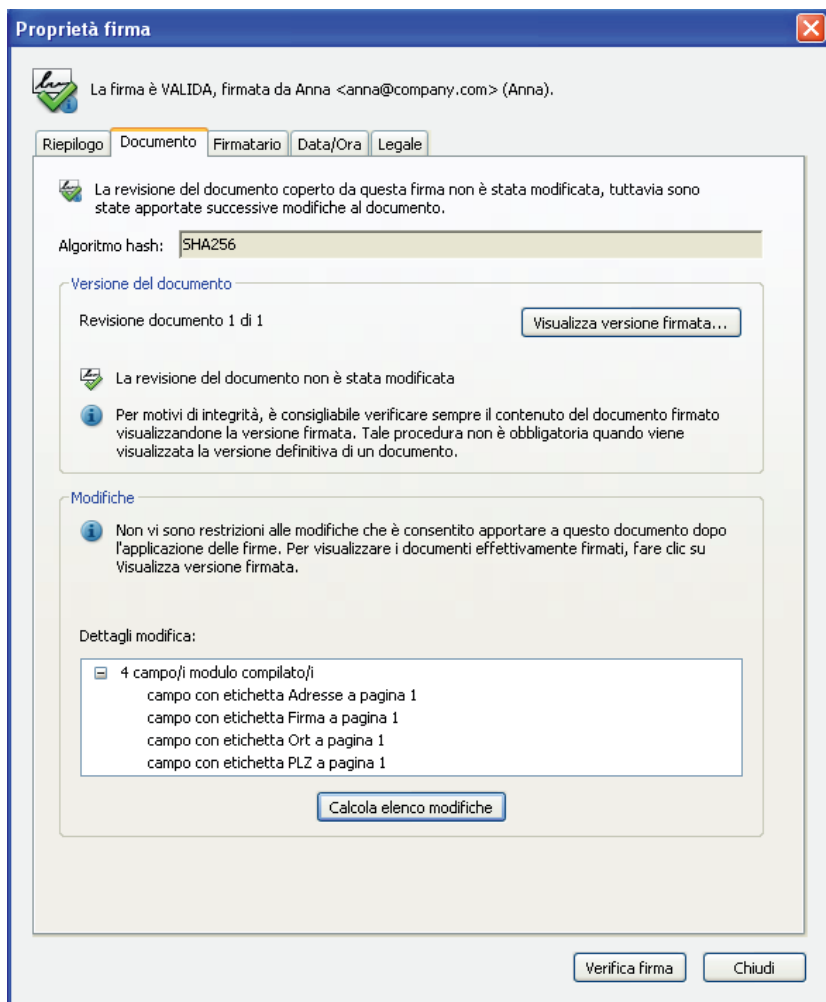 Proprietà firma
La firma è VALIDA, firmata da Anna <anna@company.com> (Anna).
Riepilogo Documento Firmatario Data/Ora Legale
La revisione del documento coperto da questa firma non è stata modificata, tuttavia sono
state apportate successive modifiche al documento.
Algoritmo hash: SHA256
Versione del documento
Revisione documento 1 di 1 Visualizza versione firmata...
La revisione del documento non è stata modificata
Per motivi di integrità, è consigliabile verificare sempre il contenuto del documento firmato
visualizzandone la versione firmata. Tale procedura non è obbligatoria quando viene
visualizzata la versione definitiva di un documento.
Modifiche
Non vi sono restrizioni alle modifiche che è consentito apportare a questo documento dopo
l'applicazione delle firme. Per visualizzare i documenti effettivamente firmati, fare clic su
Visualizza versione firmata.
Dettagli modifica:
4 campo/i modulo compilato/i
campo con etichetta Adresse a pagina 1
campo con etichetta Firma a pagina 1
campo con etichetta Ort a pagina 1
campo con etichetta PLZ a pagina 1
Calcola elenco modifiche
Verifica firma Chiudi